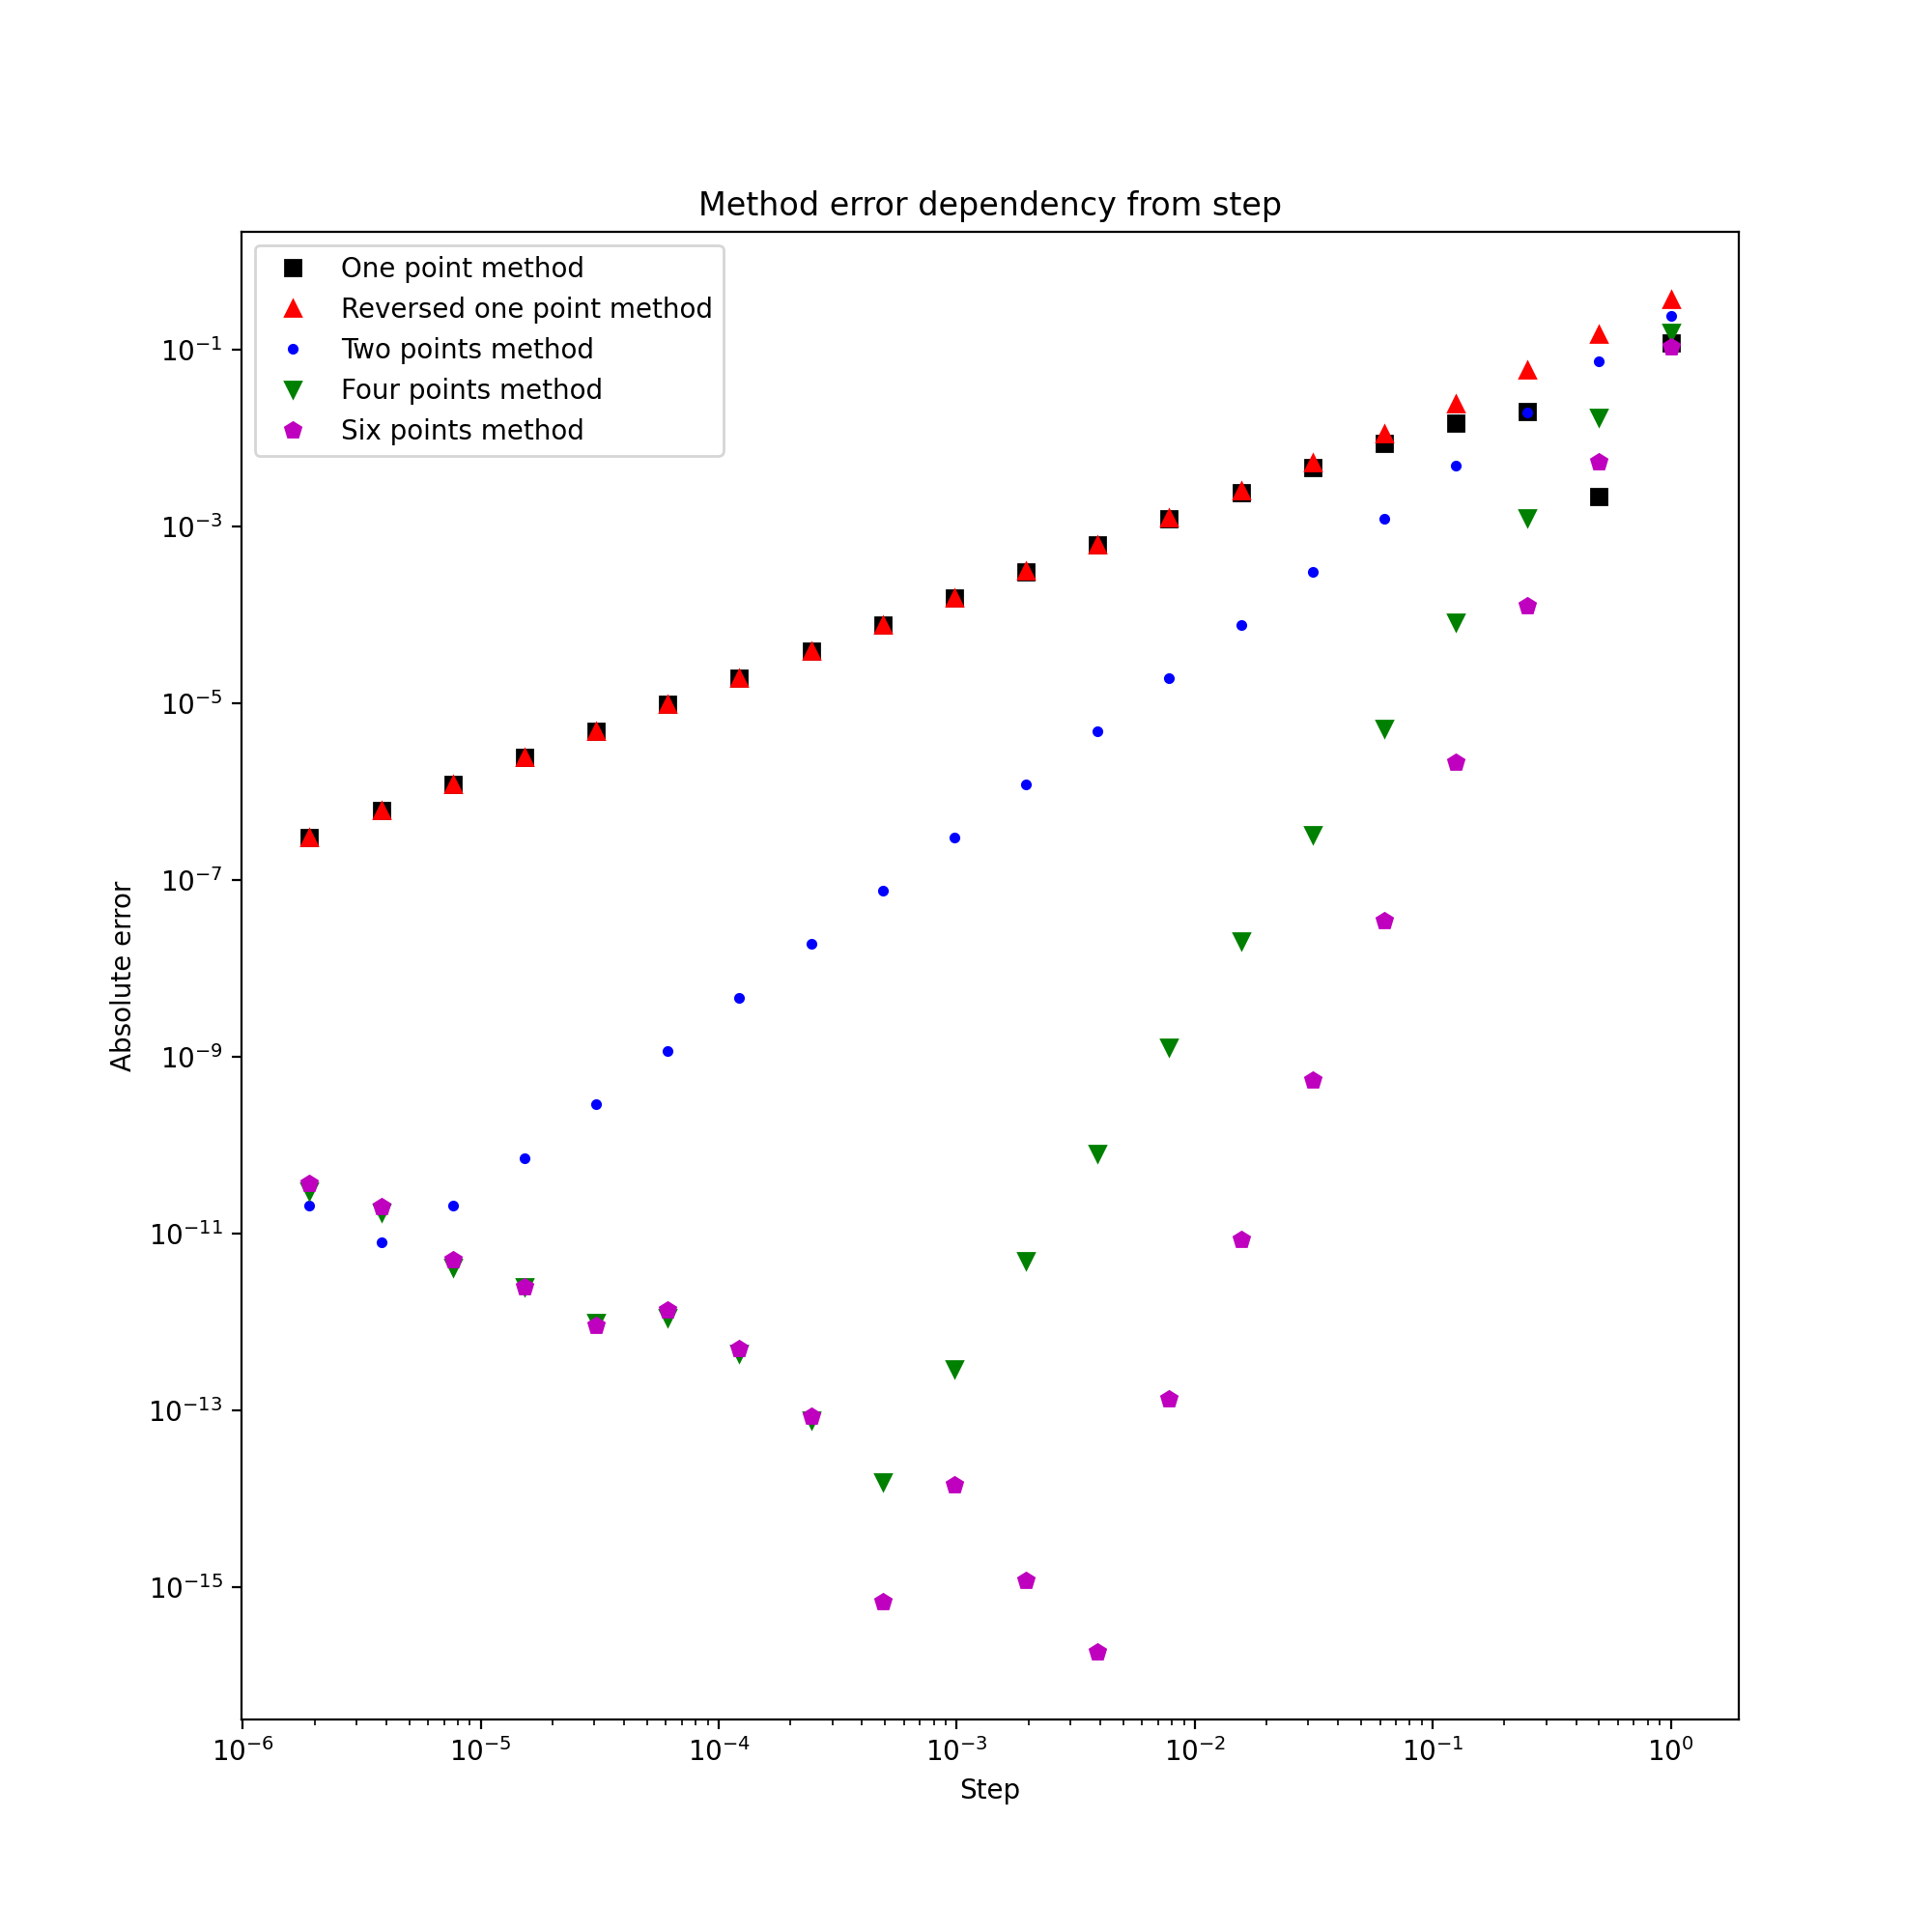 Method error dependency from step
One point method
Reversed one point method
Two points method
Four points method
Six points method
10⁻¹
10⁻³
10⁻⁵
10⁻⁷
10⁻⁹
10⁻¹¹
10⁻¹³
10⁻¹⁵
Absolute error
10⁻⁶ 10⁻⁵ 10⁻⁴ 10⁻³ 10⁻² 10⁻¹ 10⁰
Step